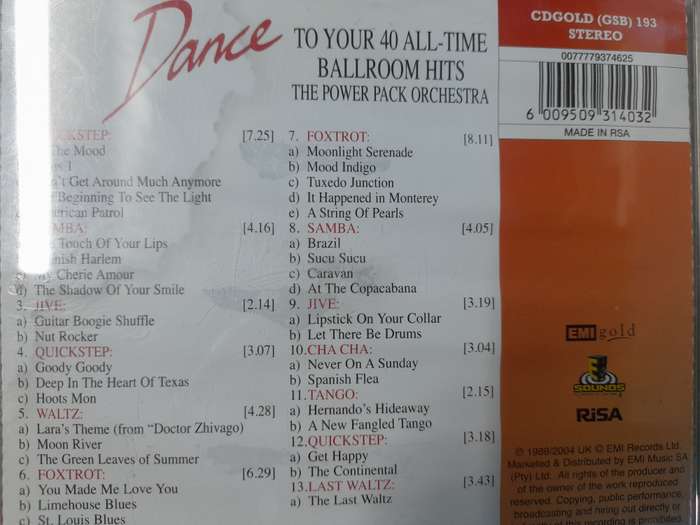 Dance
TO YOUR 40 ALL-TIME
BALLROOM HITS
THE POWER PACK ORCHESTRA
CDGOLD (GSB) 193
STEREO
0077779374625
6 009509 314032
MADE IN RSA
[7.25]
The Mood
Get Around Much Anymore
Beginning To See The Light
Patrol
[4.16]
Touch Of Your Lips
Harlem
c) My Cherie Amour
d) The Shadow Of Your Smile
3. JIVE: [2.14]
a) Guitar Boogie Shuffle
b) Nut Rocker
4. QUICKSTEP: [3.07]
a) Goody Goody
b) Deep In The Heart Of Texas
c) Hoots Mon
5. WALTZ: [4.28]
a) Lara's Theme (from “Doctor Zhivago)
b) Moon River
c) The Green Leaves of Summer
6. FOXTROT: [6.29]
a) You Made Me Love You
b) Limehouse Blues
c) St. Louis Blues
7. FOXTROT: [8.11]
a) Moonlight Serenade
b) Mood Indigo
c) Tuxedo Junction
d) It Happened in Monterey
e) A String Of Pearls
8. SAMBA: [4.05]
a) Brazil
b) Sucu Sucu
c) Caravan
d) At The Copacabana
9. JIVE: [3.19]
a) Lipstick On Your Collar
b) Let There Be Drums
10. CHA CHA: [3.04]
a) Never On A Sunday
b) Spanish Flea
11. TANGO: [2.15]
a) Hernando's Hideaway
b) A New Fangled Tango
12. QUICKSTEP: [3.18]
a) Get Happy
b) The Continental
13. LAST WALTZ: [3.43]
a) The Last Waltz
EMI gold
SOUNDS
RiSA
℗ 1989/2004 UK © EMI Records Ltd.
Marketed & Distributed by EMI Music SA
(Pty) Ltd. All rights of the producer and
of the owner of the work reproduced
reserved. Copying, public performance,
broadcasting and hiring out directly or